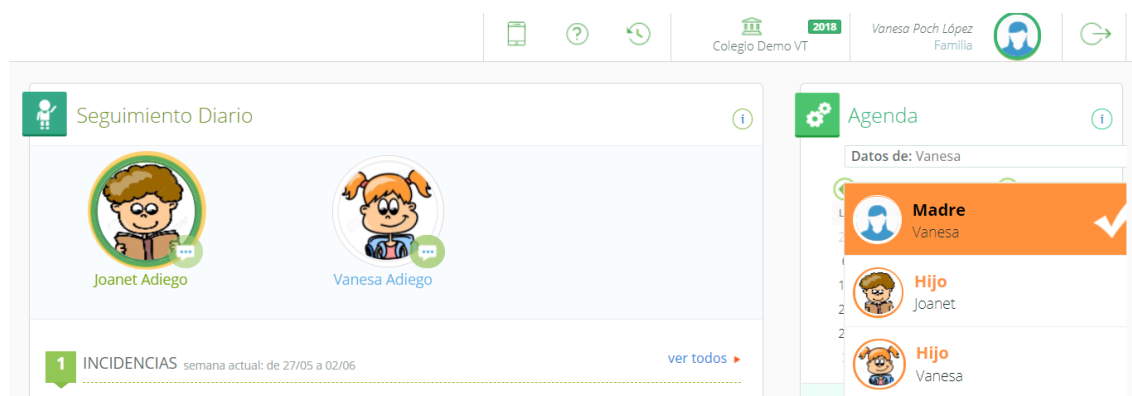 2018
Colegio Demo VT
Vanesa Poch López
Familia
Seguimiento Diario
Agenda
Datos de: Vanesa
Madre
Vanesa
Joanet Adiego
Vanesa Adiego
Hijo
Joanet
1 INCIDENCIAS semana actual: de 27/05 a 02/06
ver todos
Hijo
Vanesa